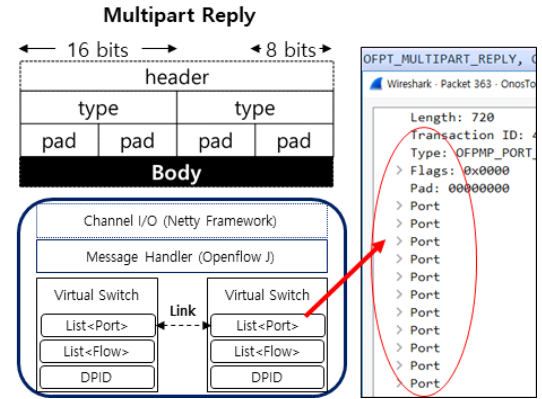 Multipart Reply
16 bits
8 bits
header
type type
pad pad pad pad
Body
Channel I/O (Netty Framework)
Message Handler (Openflow J)
Virtual Switch
List<Port>
List<Flow>
DPID
Link
Virtual Switch
List<Port>
List<Flow>
DPID
OFPT_MULTIPART_REPLY,
Wireshark · Packet 363 · OnosTo
Length: 720
Transaction ID:
Type: OFPMP_PORT_
> Flags: 0x0000
Pad: 00000000
> Port
> Port
> Port
> Port
> Port
> Port
> Port
> Port
> Port
> Port
> Port